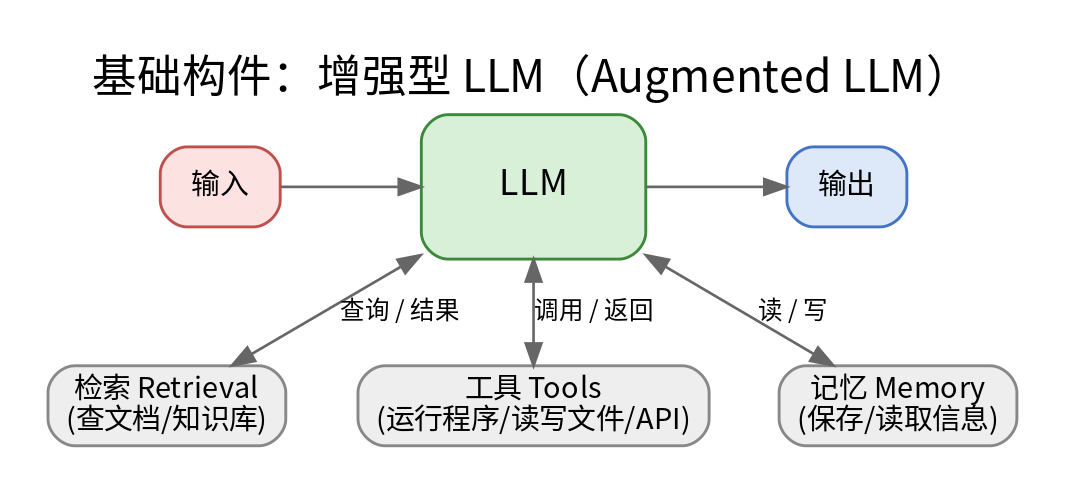 基础构件：增强型 LLM（Augmented LLM）
输入
LLM
输出
查询 / 结果
调用 / 返回
读 / 写
检索 Retrieval
(查文档/知识库)
工具 Tools
(运行程序/读写文件/API)
记忆 Memory
(保存/读取信息)